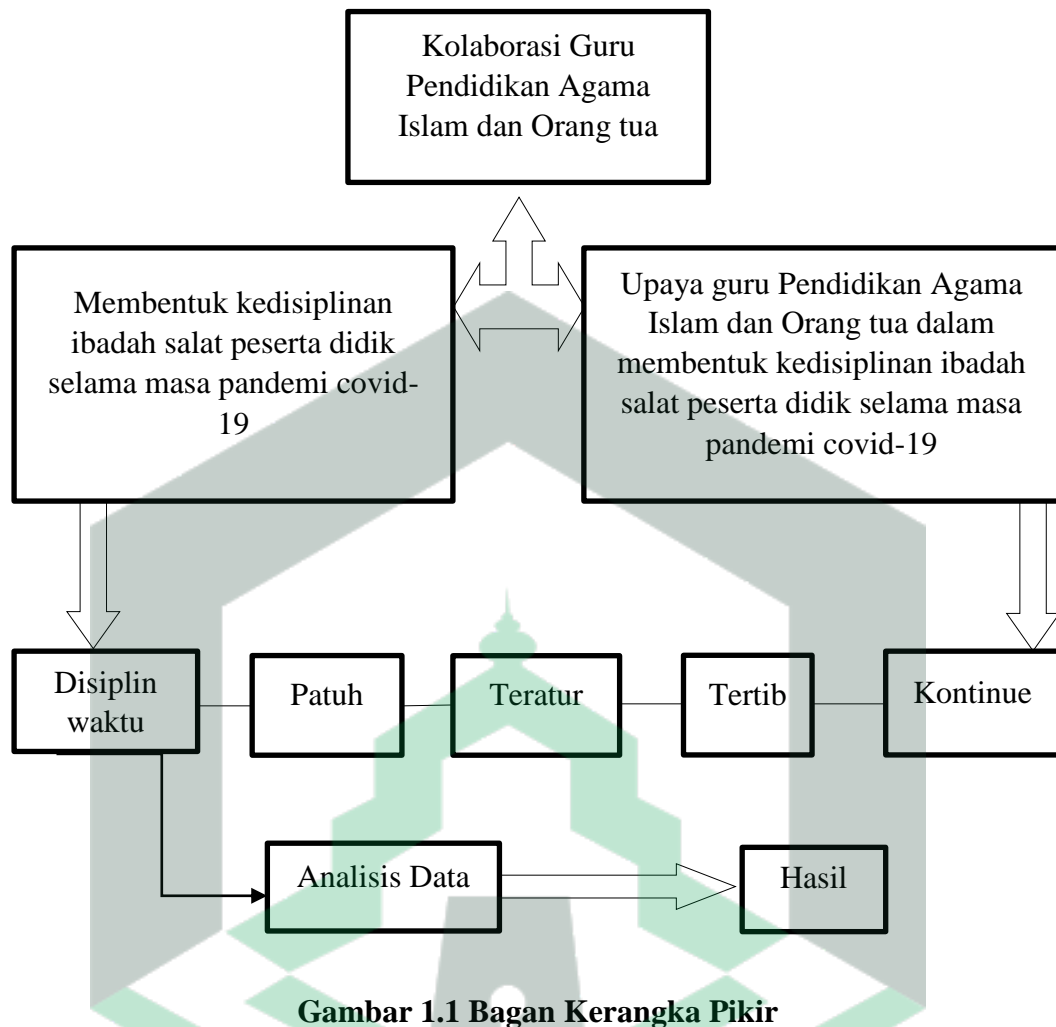 Kolaborasi Guru
Pendidikan Agama
Islam dan Orang tua
Membentuk kedisiplinan
ibadah salat peserta didik
selama masa pandemi covid-
19
Upaya guru Pendidikan Agama
Islam dan Orang tua dalam
membentuk kedisiplinan ibadah
salat peserta didik selama masa
pandemi covid-19
Disiplin
waktu
Patuh
Teratur
Tertib
Kontinue
Analisis Data
Hasil
Gambar 1.1 Bagan Kerangka Pikir